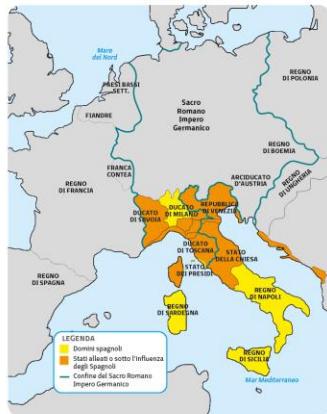 Mare
del Nord
PAESI BASSI
SETT.
FIANDRE
REGNO
DI POLONIA
Sacro
Romano
Impero
Germanico
REGNO
DI BOEMIA
FRANCA
CONTEA
ARCIDUCATO
D'AUSTRIA
REGNO
DI UNGHERIA
REGNO
DI FRANCIA
DUCATO
DI SAVOIA
DUCATO
DI MILANO
REPUBBLICA
DI VENEZIA
DUCATO
DI TOSCANA
STATO
DELLA CHIESA
STATO
DEI PRESIDI
REGNO
DI SPAGNA
REGNO
DI SARDEGNA
REGNO
DI NAPOLI
REGNO
DI SICILIE
Mar Mediterraneo
LEGENDA
Domini spagnoli
Stati alleati o sotto l'influenza
degli Spagnoli
Confine del Sacro Romano
Impero Germanico